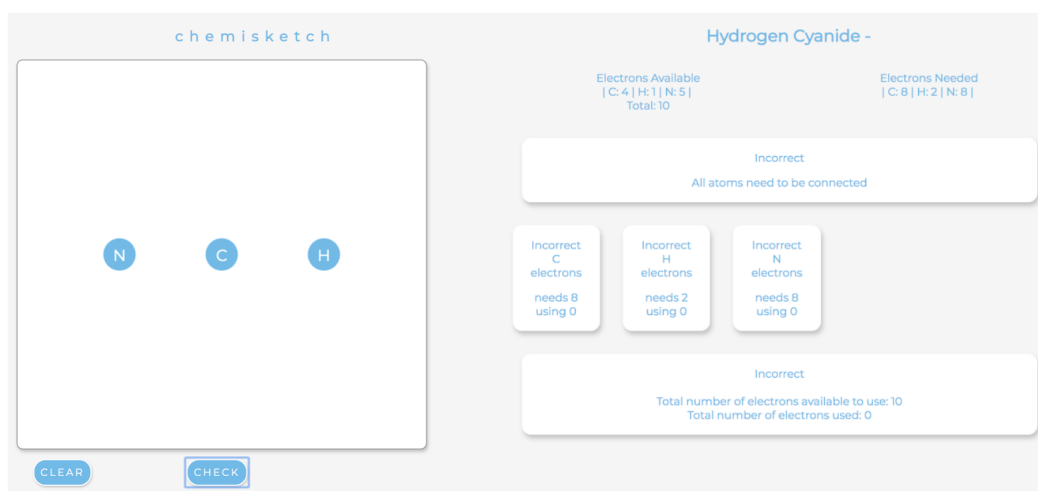 chemisketch
N C H
CLEAR CHECK
Hydrogen Cyanide -
Electrons Available
| C: 4 | H: 1 | N: 5 |
Total: 10
Electrons Needed
| C: 8 | H: 2 | N: 8 |
Incorrect
All atoms need to be connected
Incorrect
C
electrons
needs 8
using 0
Incorrect
H
electrons
needs 2
using 0
Incorrect
N
electrons
needs 8
using 0
Incorrect
Total number of electrons available to use: 10
Total number of electrons used: 0